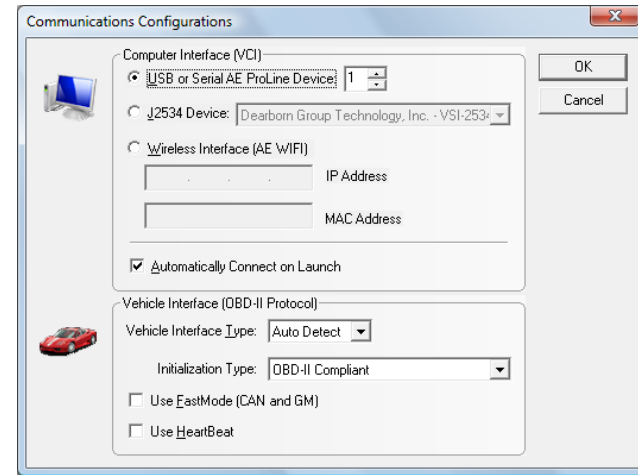 Communications Configurations
Computer Interface (VCI)
USB or Serial AE ProLine Device: 1
OK
J2534 Device: Dearborn Group Technology, Inc. - VSI-2534
Cancel
Wireless Interface (AE WIFI)
. . . IP Address
MAC Address
Automatically Connect on Launch
Vehicle Interface (OBD-II Protocol)
Vehicle Interface Type: Auto Detect
Initialization Type: OBD-II Compliant
Use FastMode (CAN and GM)
Use HeartBeat